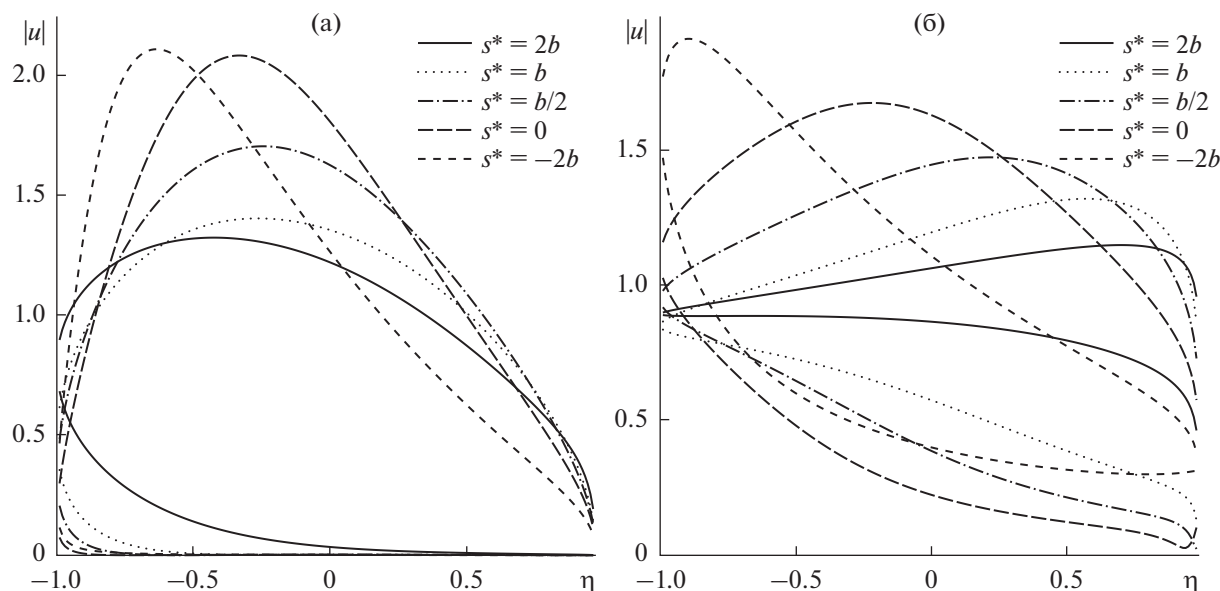 |u|
(а)
s* = 2b
s* = b
s* = b/2
s* = 0
s* = −2b
2.0
1.5
1.0
0.5
0
−1.0
−0.5
0
0.5
η
|u|
(б)
s* = 2b
s* = b
s* = b/2
s* = 0
s* = −2b
1.5
1.0
0.5
0
−1.0
−0.5
0
0.5
η